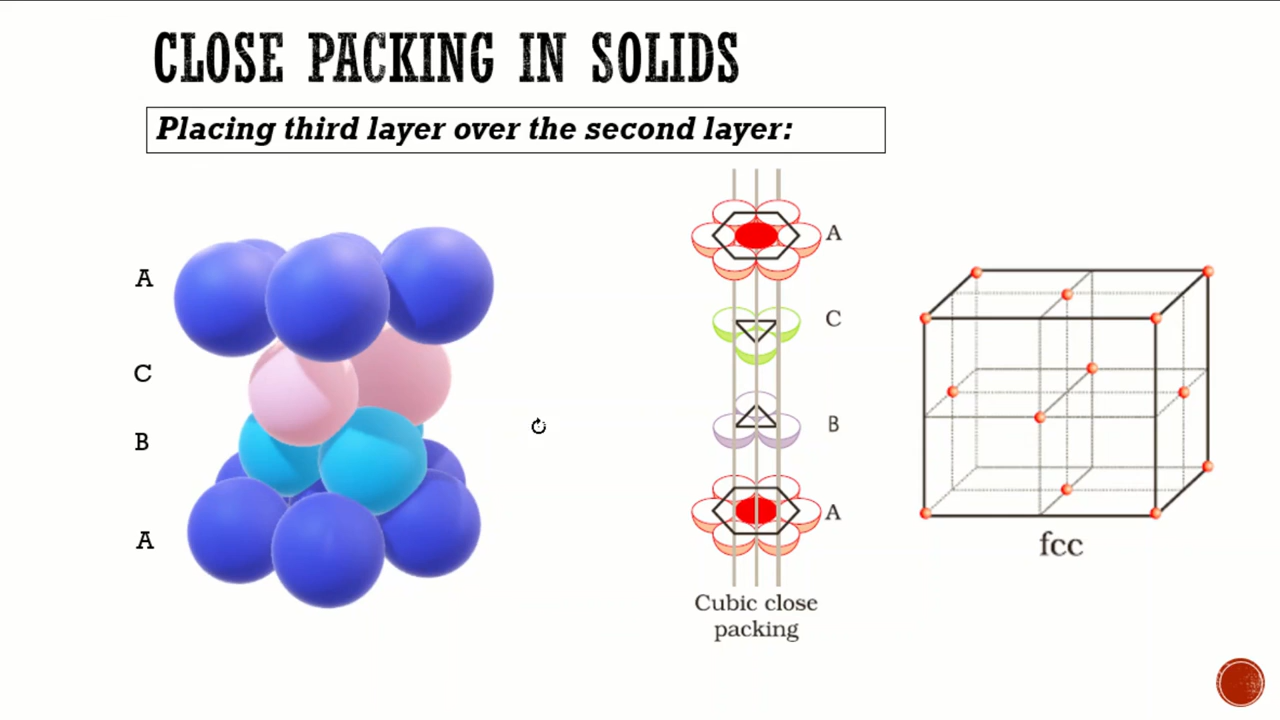 CLOSE PACKING IN SOLIDS
Placing third layer over the second layer:
A
C
B
A
A
C
B
A
Cubic close
packing
fcc